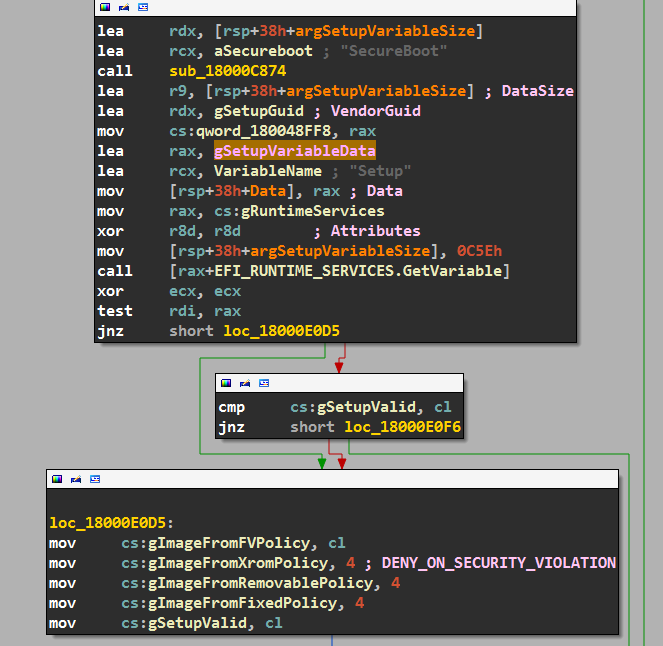 lea rdx, [rsp+38h+argSetupVariableSize]
lea rcx, aSecureboot ; "SecureBoot"
call sub_18000C874
lea r9, [rsp+38h+argSetupVariableSize] ; DataSize
lea rdx, gSetupGuid ; VendorGuid
mov cs:qword_180048FF8, rax
lea rax, gSetupVariableData
lea rcx, VariableName ; "Setup"
mov [rsp+38h+Data], rax ; Data
mov rax, cs:gRuntimeServices
xor r8d, r8d ; Attributes
mov [rsp+38h+argSetupVariableSize], 0C5Eh
call [rax+EFI_RUNTIME_SERVICES.GetVariable]
xor ecx, ecx
test rdi, rax
jnz short loc_18000E0D5
cmp cs:gSetupValid, cl
jnz short loc_18000E0F6
loc_18000E0D5:
mov cs:gImageFromFVPolicy, cl
mov cs:gImageFromXromPolicy, 4 ; DENY_ON_SECURITY_VIOLATION
mov cs:gImageFromRemovablePolicy, 4
mov cs:gImageFromFixedPolicy, 4
mov cs:gSetupValid, cl